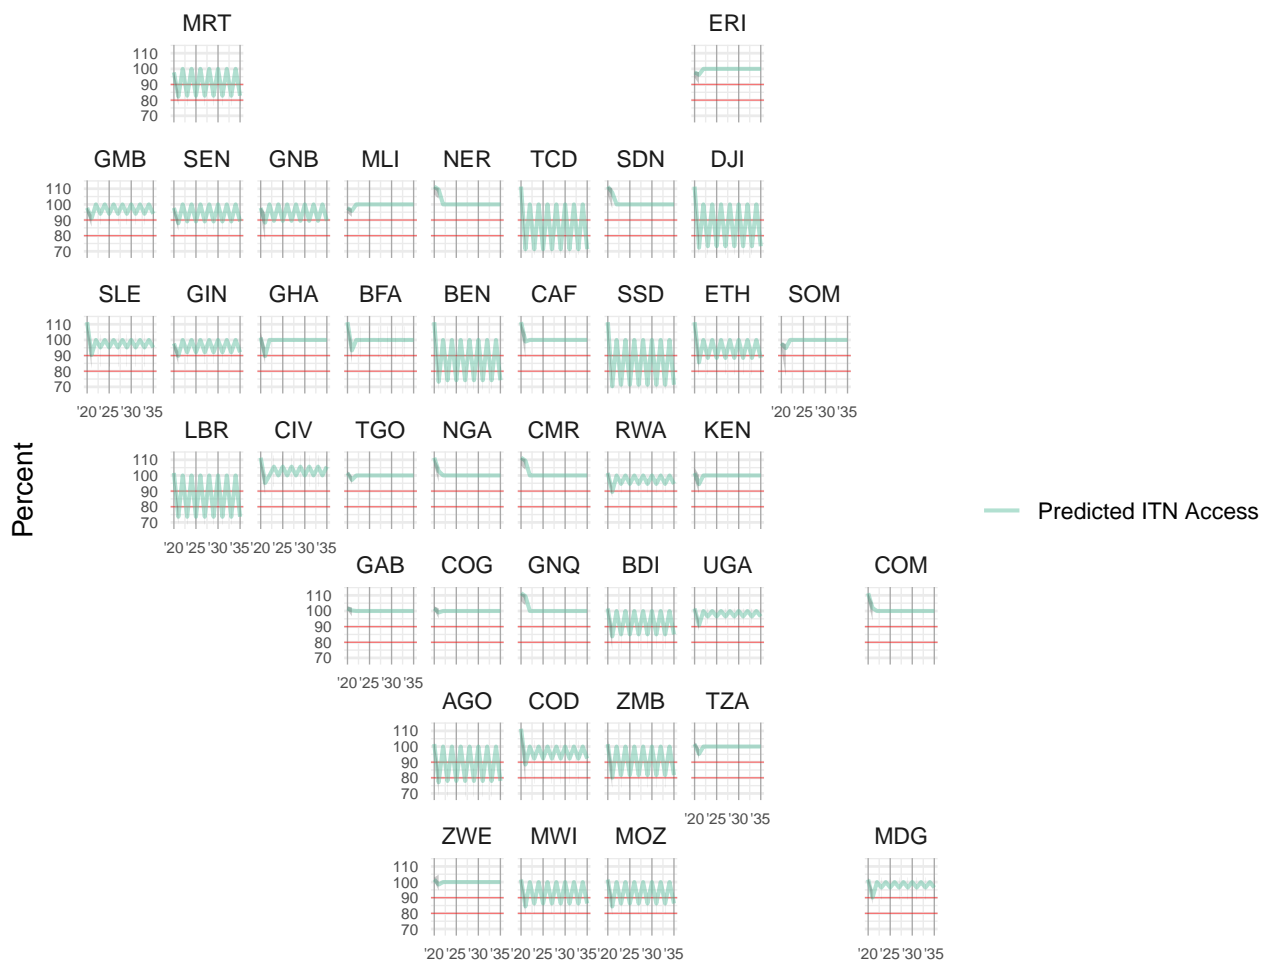 MRT ERI
110
100
90
80
70
GMB SEN GNB MLI NER TCD SDN DJI
110
100
90
80
70
SLE GIN GHA BFA BEN CAF SSD ETH SOM
110
100
90
80
70
'20 '25 '30 '35 '20 '25 '30 '35
LBR CIV TGO NGA CMR RWA KEN
110
100
90
80
70
'20 '25 '30 '35 '20 '25 '30 '35
Percent
Predicted ITN Access
GAB COG GNQ BDI UGA COM
110
100
90
80
70
'20 '25 '30 '35
AGO COD ZMB TZA
110
100
90
80
70
'20 '25 '30 '35
ZWE MWI MOZ MDG
110
100
90
80
70
'20 '25 '30 '35 '20 '25 '30 '35 '20 '25 '30 '35 '20 '25 '30 '35